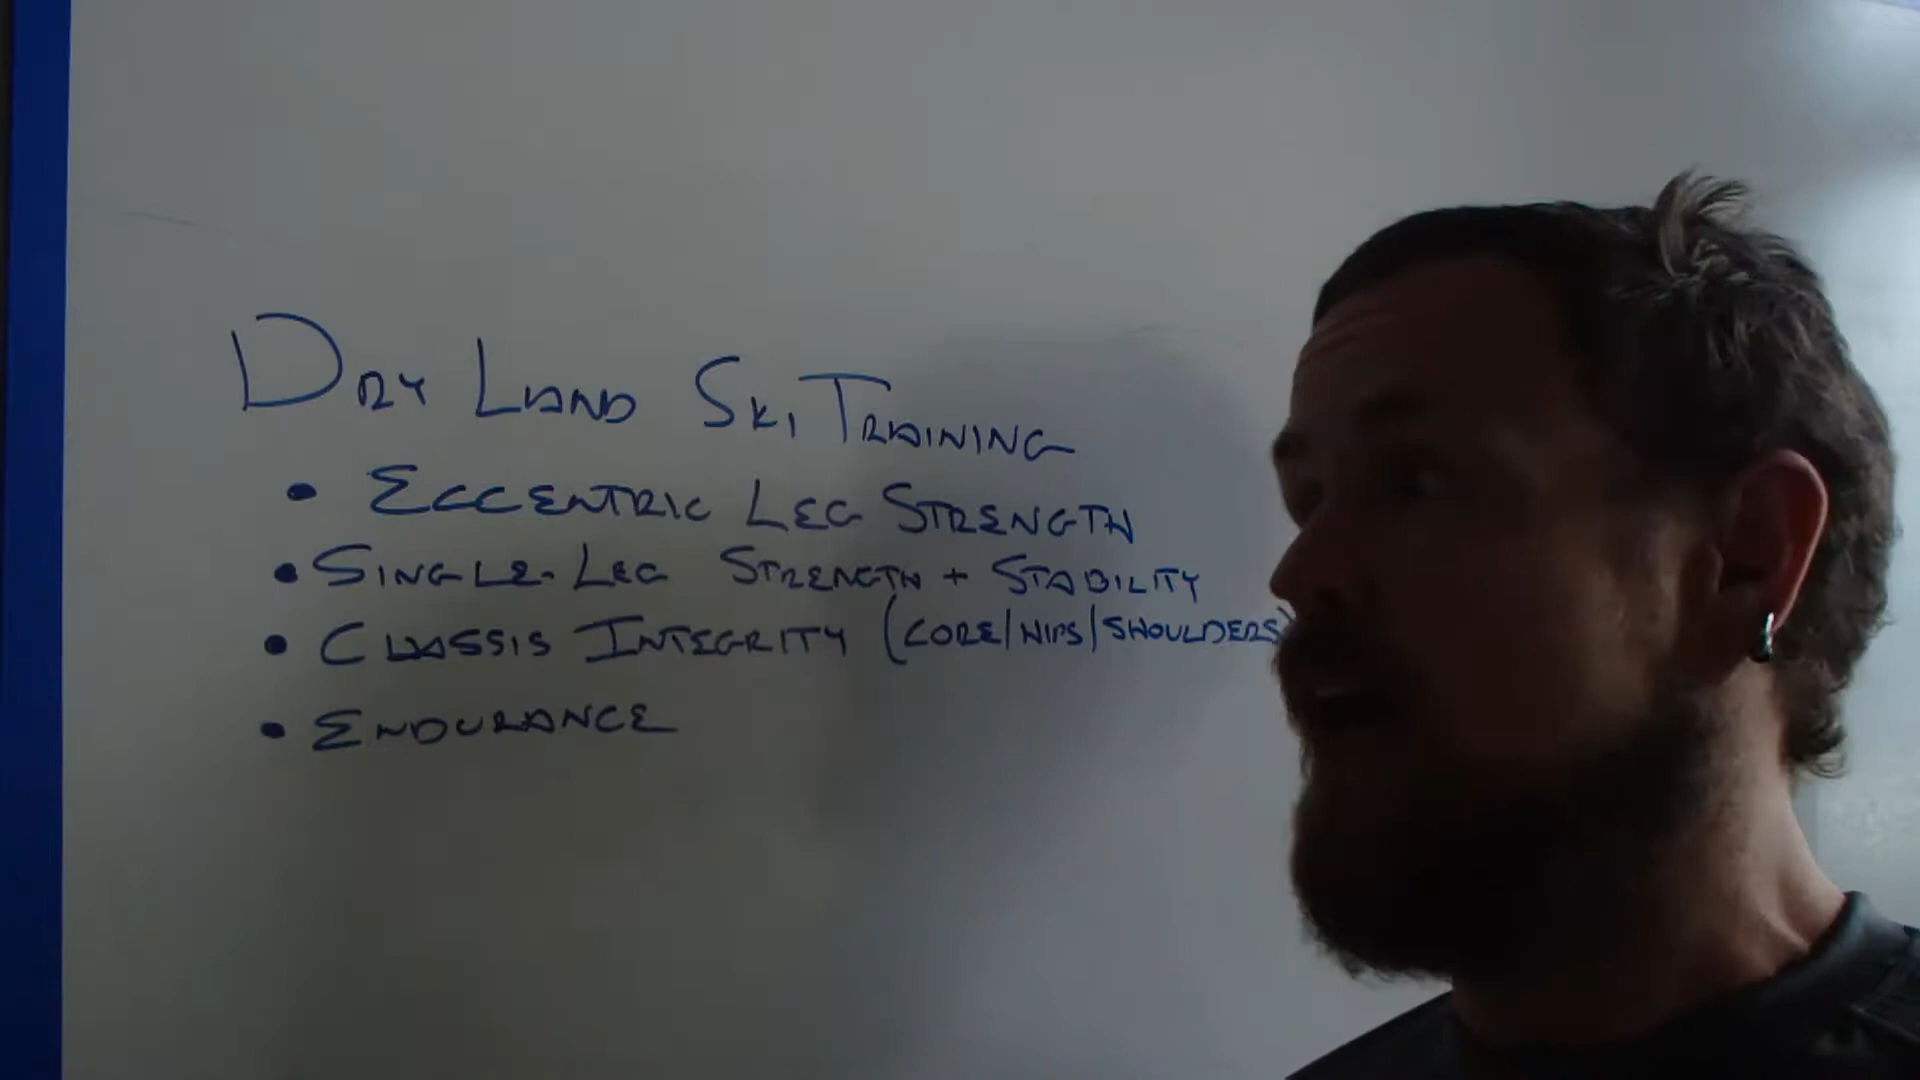 DRY LAND SKI TRAINING
• ECCENTRIC LEG STRENGTH
• SINGLE-LEG STRENGTH + STABILITY
• CHASSIS INTEGRITY (CORE/HIPS/SHOULDERS)
• ENDURANCE